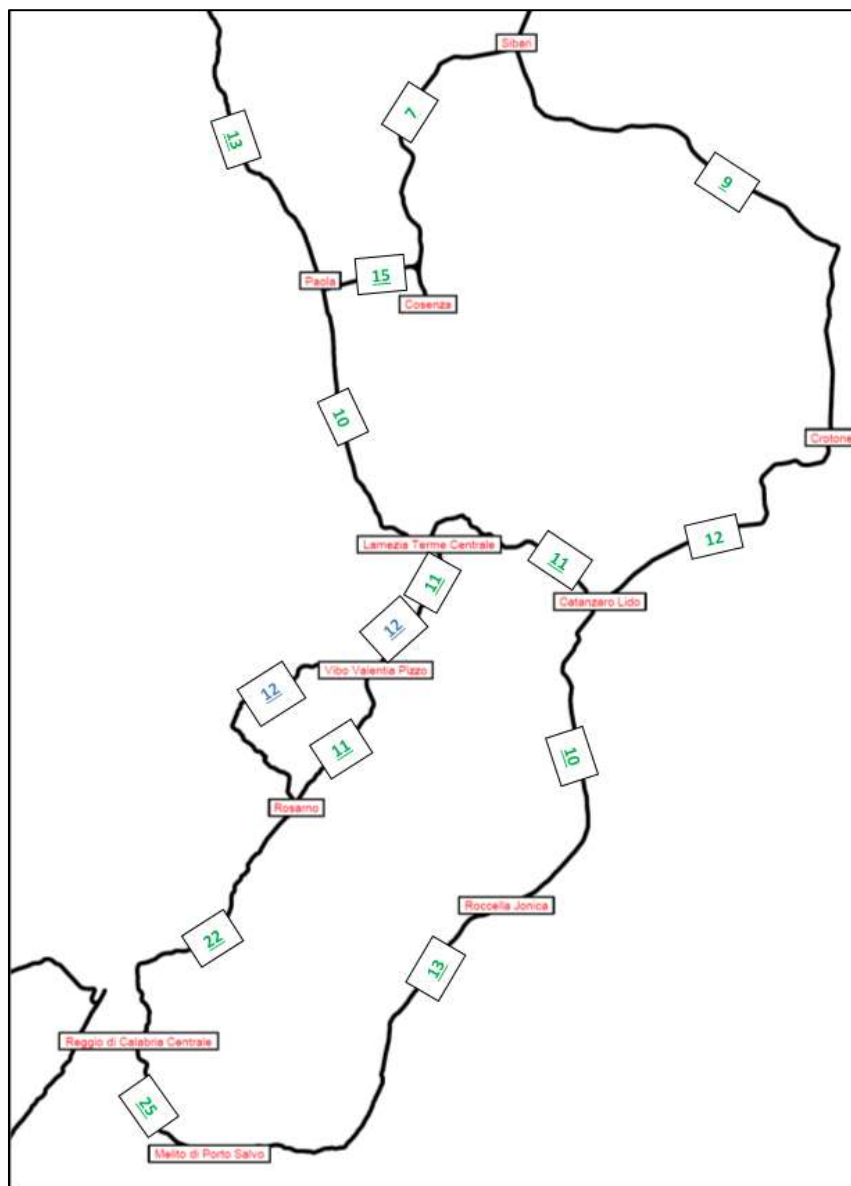 Sibari
7
13
9
Paola
15
Cosenza
10
Crotone
12
Lamezia Terme Centrale
11
11
Catanzaro Lido
12
Vibo Valentia Pizzo
12
11
10
Rosarno
Roccella Jonica
22
13
Reggio di Calabria Centrale
25
Melito di Porto Salvo